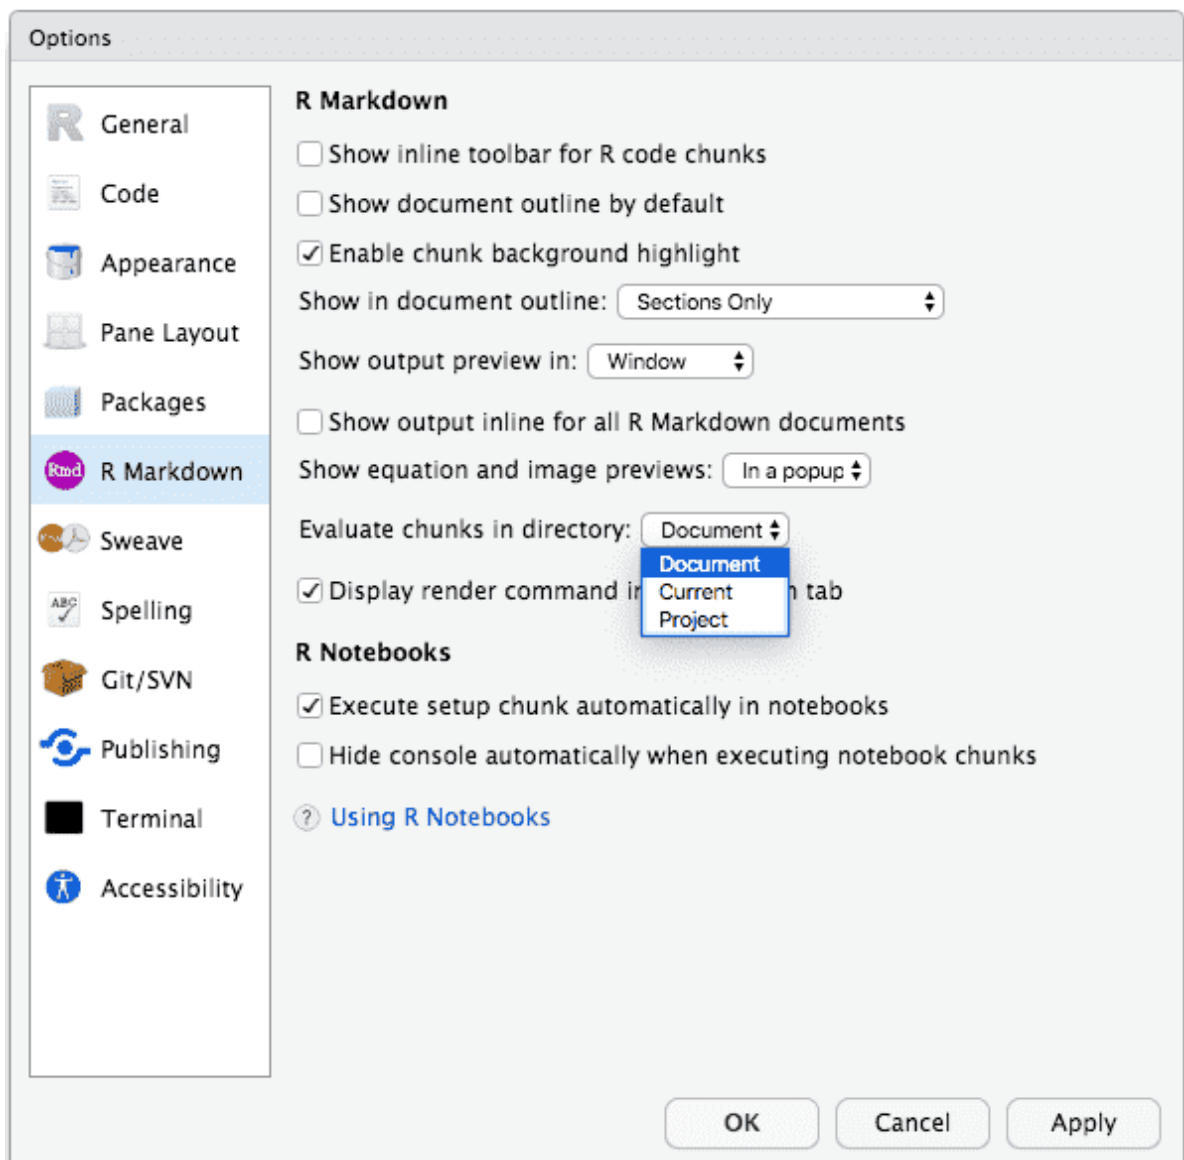 Options
General
Code
Appearance
Pane Layout
Packages
Rmd R Markdown
Sweave
ABC Spelling
Git/SVN
Publishing
Terminal
Accessibility
R Markdown
Show inline toolbar for R code chunks
Show document outline by default
Enable chunk background highlight
Show in document outline: Sections Only
Show output preview in: Window
Show output inline for all R Markdown documents
Show equation and image previews: In a popup
Evaluate chunks in directory: Document
Document
Current
Project
Display render command tab
R Notebooks
Execute setup chunk automatically in notebooks
Hide console automatically when executing notebook chunks
? Using R Notebooks
OK Cancel Apply